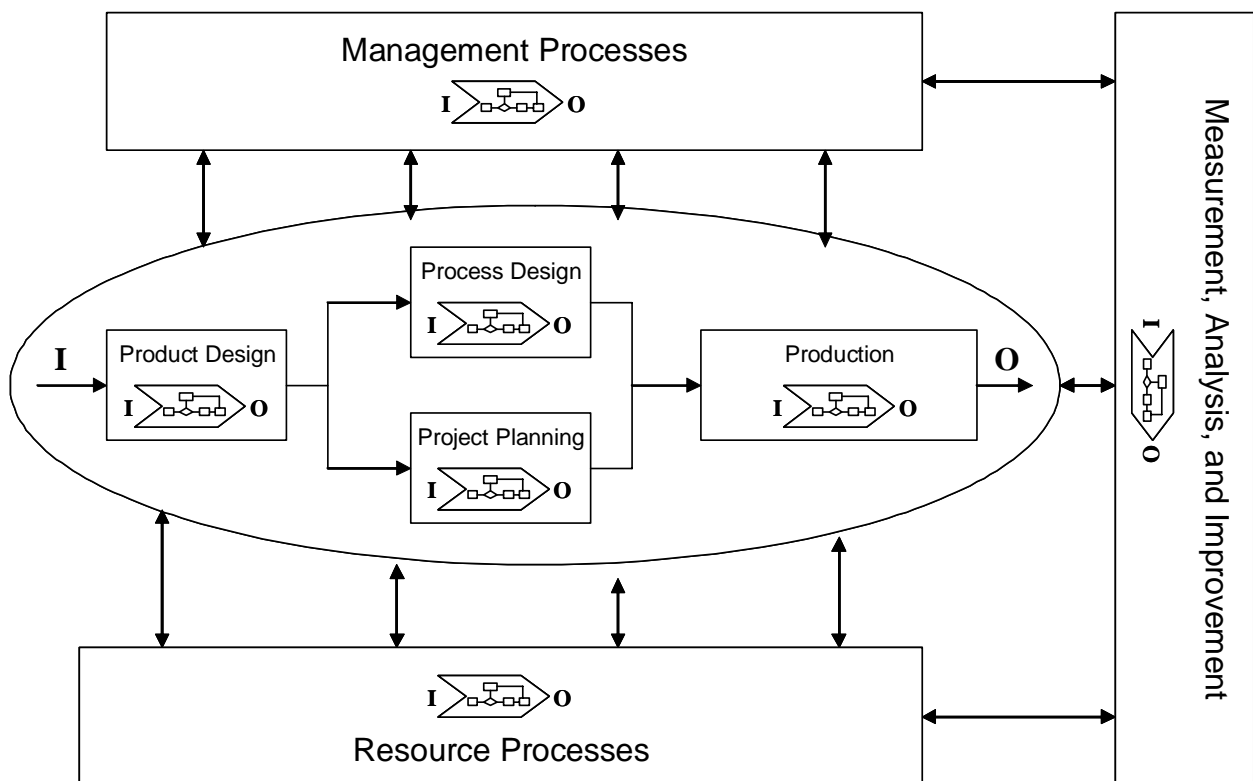 Management Processes
I O
Process Design
I O
I
Product Design
I O
Project Planning
I O
Production
I O
O
I O
Resource Processes
Measurement, Analysis, and Improvement
I O